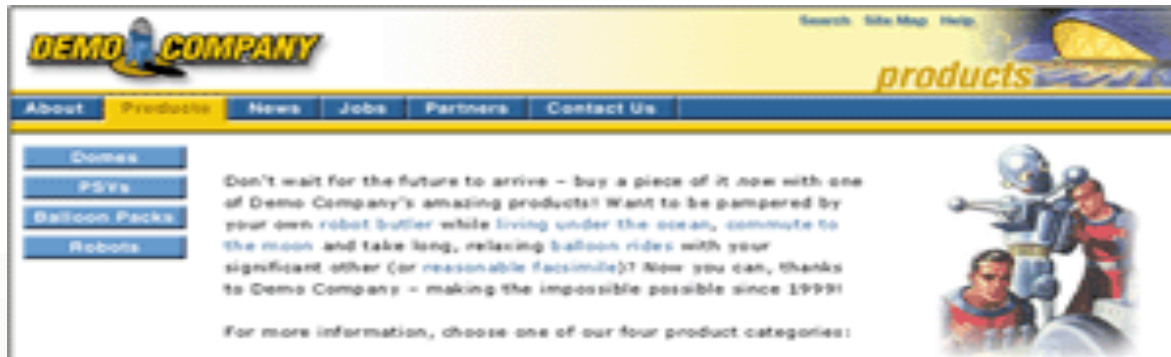 Search Site Map Help
DEMO COMPANY
products
About Products News Jobs Partners Contact Us
Domes
PSVs
Balloon Packs
Robots
Don't wait for the future to arrive – buy a piece of it now with one
of Demo Company's amazing products! Want to be pampered by
your own robot butler while living under the ocean, commute to
the moon and take long, relaxing balloon rides with your
significant other (or reasonable facsimile)? Now you can, thanks
to Demo Company – making the impossible possible since 1999!
For more information, choose one of our four product categories: